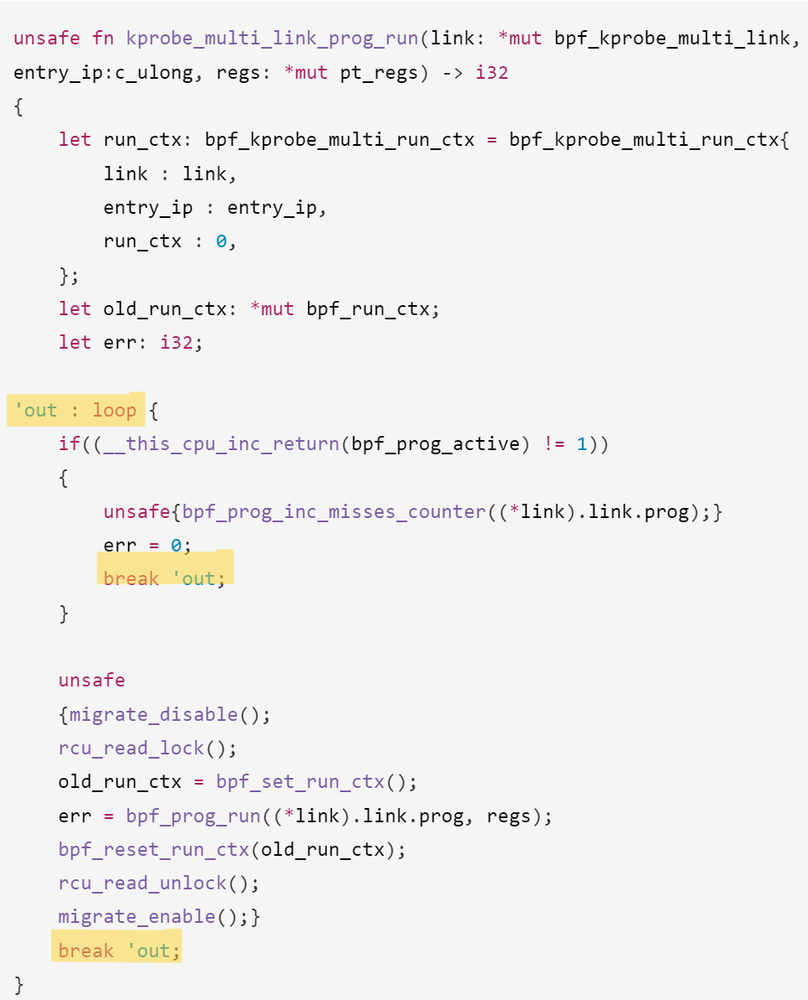 unsafe fn kprobe_multi_link_prog_run(link: *mut bpf_kprobe_multi_link,
entry_ip:c_ulong, regs: *mut pt_regs) -> i32
{
    let run_ctx: bpf_kprobe_multi_run_ctx = bpf_kprobe_multi_run_ctx{
        link : link,
        entry_ip : entry_ip,
        run_ctx : 0,
    };
    let old_run_ctx: *mut bpf_run_ctx;
    let err: i32;
'out : loop {
    if((__this_cpu_inc_return(bpf_prog_active) != 1))
    {
        unsafe{bpf_prog_inc_misses_counter((*link).link.prog);}
        err = 0;
        break 'out;
    }
    unsafe
    {migrate_disable();
    rcu_read_lock();
    old_run_ctx = bpf_set_run_ctx();
    err = bpf_prog_run((*link).link.prog, regs);
    bpf_reset_run_ctx(old_run_ctx);
    rcu_read_unlock();
    migrate_enable();}
    break 'out;
}